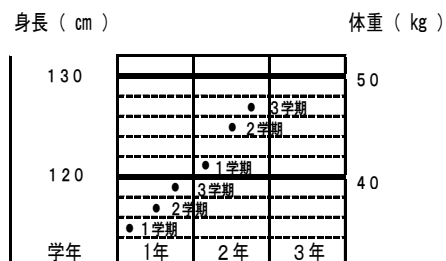 身長 ( cm )
体重 ( kg )
130
50
3学期
2学期
1学期
120
40
3学期
2学期
1学期
学年
1年
2年
3年